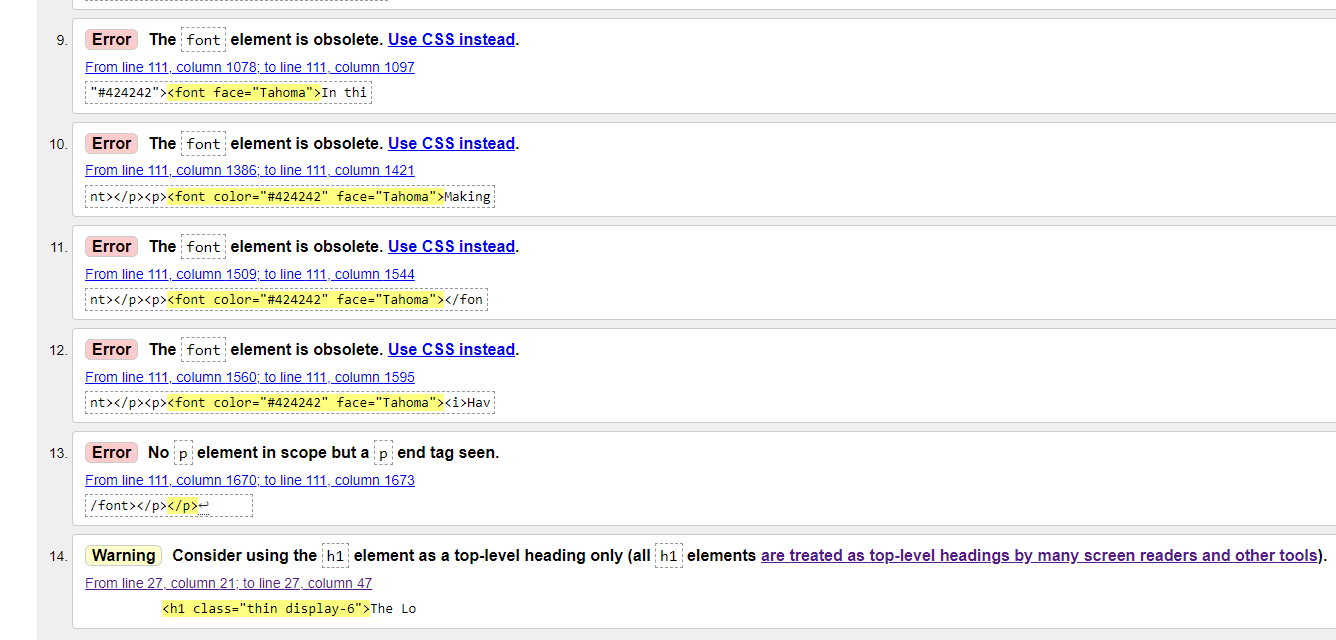 9. Error The font element is obsolete. Use CSS instead.
From line 111, column 1078; to line 111, column 1097
"#424242"><font face="Tahoma">In thi
10. Error The font element is obsolete. Use CSS instead.
From line 111, column 1386; to line 111, column 1421
nt></p><p><font color="#424242" face="Tahoma">Making
11. Error The font element is obsolete. Use CSS instead.
From line 111, column 1509; to line 111, column 1544
nt></p><p><font color="#424242" face="Tahoma"></fon
12. Error The font element is obsolete. Use CSS instead.
From line 111, column 1560; to line 111, column 1595
nt></p><p><font color="#424242" face="Tahoma"><i>Hav
13. Error No p element in scope but a p end tag seen.
From line 111, column 1670; to line 111, column 1673
/font></p></p>↩
14. Warning Consider using the h1 element as a top-level heading only (all h1 elements are treated as top-level headings by many screen readers and other tools).
From line 27, column 21; to line 27, column 47
<h1 class="thin display-6">The Lo